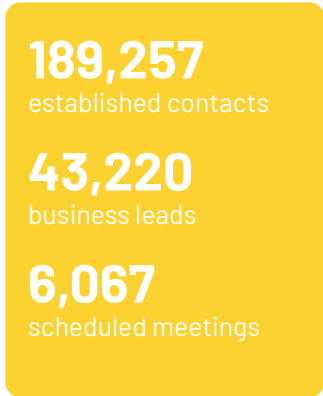 189,257
established contacts
43,220
business leads
6,067
scheduled meetings